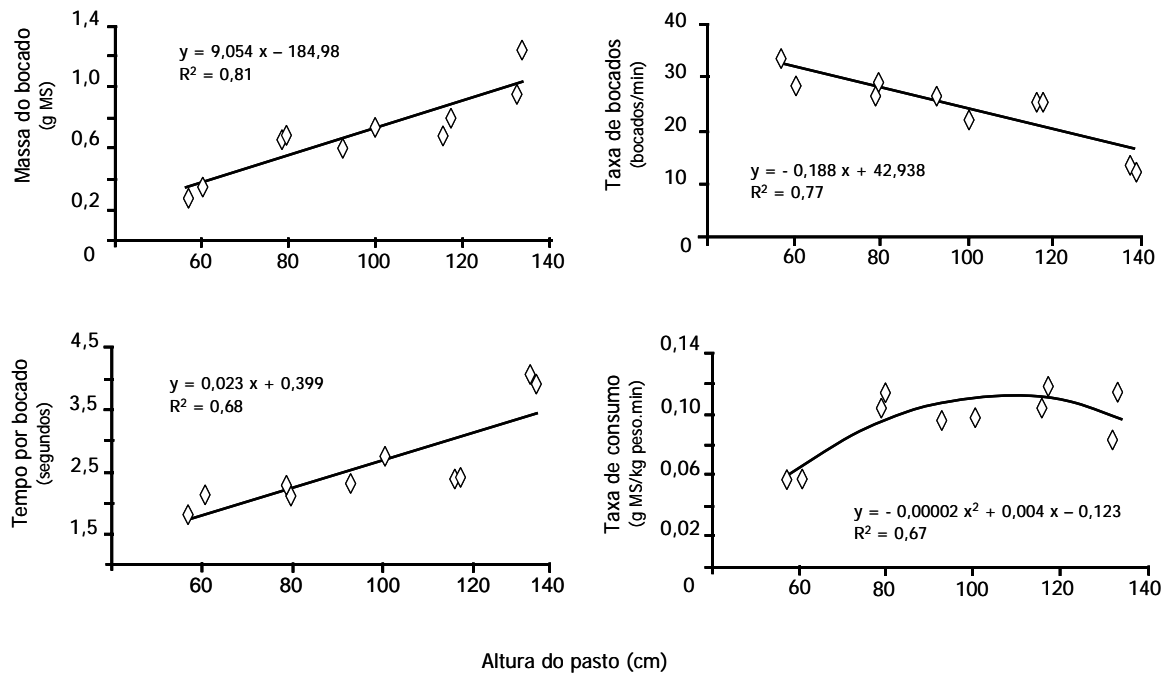 Massa do bocado
(g MS)
1,4
1,0
0,6
0,2
0
y = 9,054 x – 184,98
R² = 0,81
60 80 100 120 140
Taxa de bocados
(bocados/min)
40
30
20
10
0
y = - 0,188 x + 42,938
R² = 0,77
60 80 100 120 140
Tempo por bocado
(segundos)
4,5
3,5
2,5
1,5
y = 0,023 x + 0,399
R² = 0,68
60 80 100 120 140
Taxa de consumo
(g MS/kg peso.min)
0,14
0,10
0,06
0,02
0
y = - 0,00002 x² + 0,004 x – 0,123
R² = 0,67
60 80 100 120 140
Altura do pasto (cm)